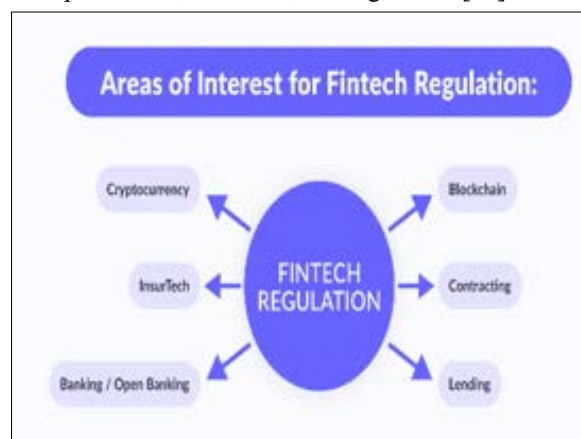 Areas of Interest for Fintech Regulation:
Cryptocurrency
Blockchain
InsurTech
FINTECH
REGULATION
Contracting
Banking / Open Banking
Lending